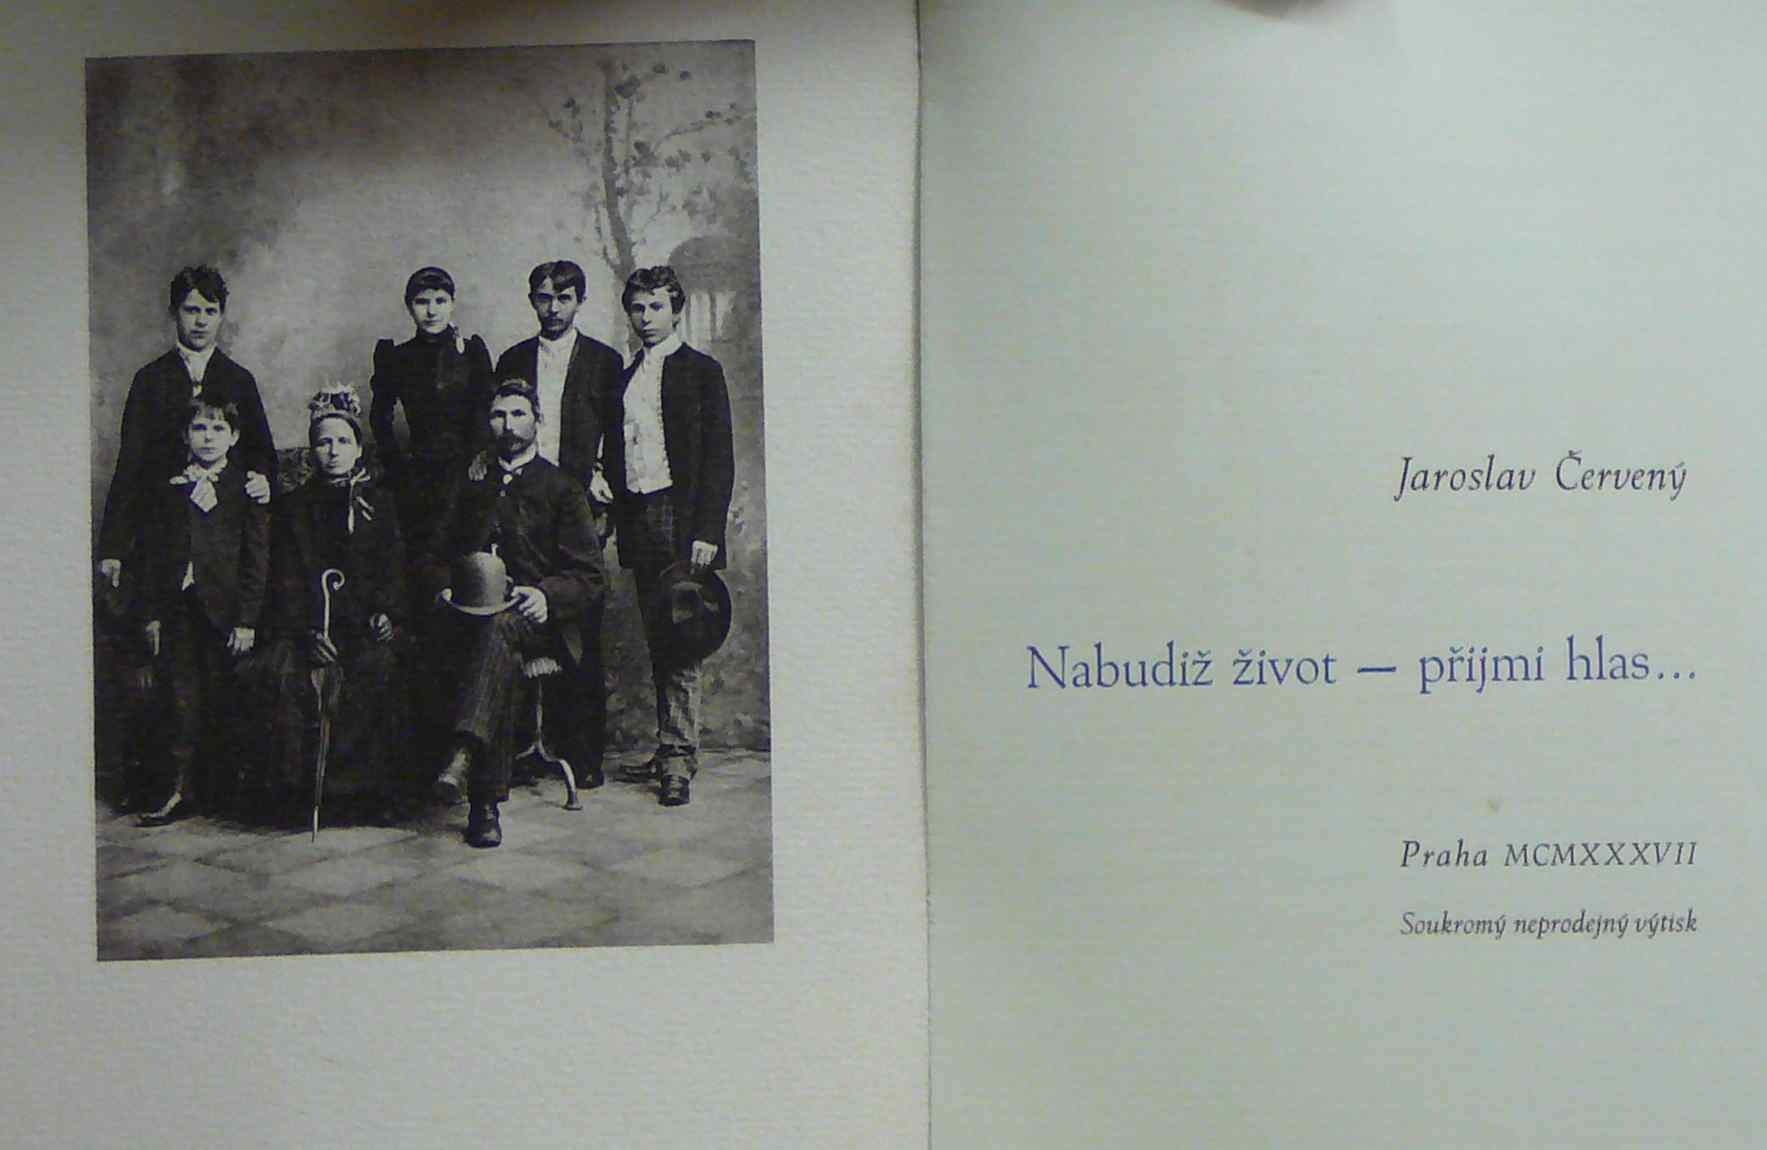 Jaroslav Červený
Nabudiž život — přijmi hlas...
Praha MCMXXXVII
Soukromý neprodejný výtisk